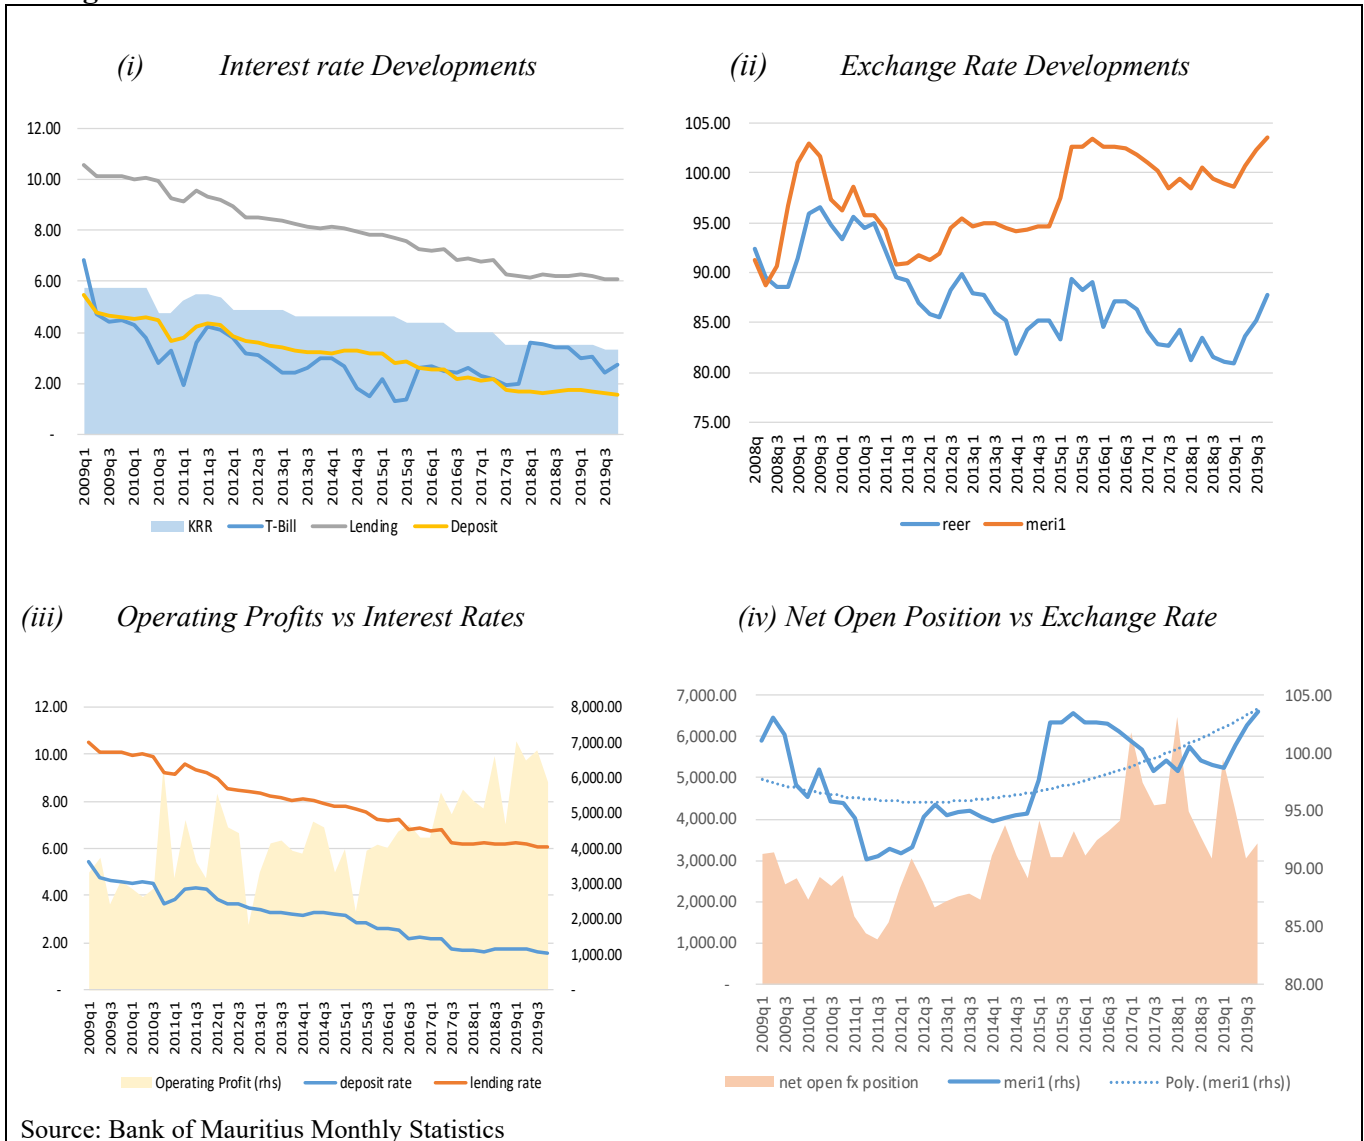 (i) Interest rate Developments
12.00
10.00
8.00
6.00
4.00
2.00
-
2009q1
2009q3
2010q1
2010q3
2011q1
2011q3
2012q1
2012q3
2013q1
2013q3
2014q1
2014q3
2015q1
2015q3
2016q1
2016q3
2017q1
2017q3
2018q1
2018q3
2019q1
2019q3
KRR T-Bill Lending Deposit
(ii) Exchange Rate Developments
105.00
100.00
95.00
90.00
85.00
80.00
75.00
2008q
2008q3
2009q1
2009q3
2010q1
2010q3
2011q1
2011q3
2012q1
2012q3
2013q1
2013q3
2014q1
2014q3
2015q1
2015q3
2016q1
2016q3
2017q1
2017q3
2018q1
2018q3
2019q1
2019q3
reer meri1
(iii) Operating Profits vs Interest Rates
12.00
10.00
8.00
6.00
4.00
2.00
-
8,000.00
7,000.00
6,000.00
5,000.00
4,000.00
3,000.00
2,000.00
1,000.00
-
2009q1
2009q3
2010q1
2010q3
2011q1
2011q3
2012q1
2012q3
2013q1
2013q3
2014q1
2014q3
2015q1
2015q3
2016q1
2016q3
2017q1
2017q3
2018q1
2018q3
2019q1
2019q3
Operating Profit (rhs) deposit rate lending rate
(iv) Net Open Position vs Exchange Rate
7,000.00
6,000.00
5,000.00
4,000.00
3,000.00
2,000.00
1,000.00
-
105.00
100.00
95.00
90.00
85.00
80.00
2009q1
2009q3
2010q1
2010q3
2011q1
2011q3
2012q1
2012q3
2013q1
2013q3
2014q1
2014q3
2015q1
2015q3
2016q1
2016q3
2017q1
2017q3
2018q1
2018q3
2019q1
2019q3
net open fx position meri1 (rhs) Poly. (meri1 (rhs))
Source: Bank of Mauritius Monthly Statistics